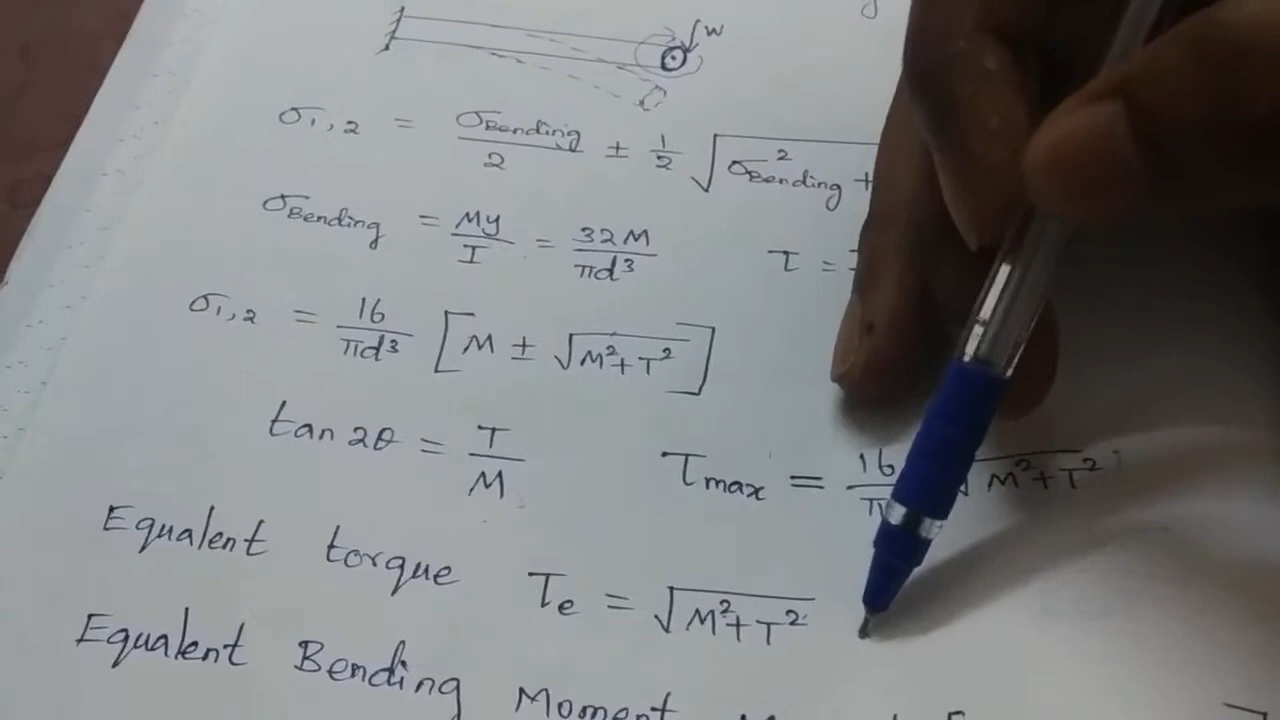 W
σ1,2 = σBending/2 ± 1/2 √σ²Bending +
σBending = My/I = 32M/πd³ τ =
σ1,2 = 16/πd³ [M ± √M²+T²]
tan 2θ = T/M τmax = 16/π √M²+T²
Equalent torque Te = √M²+T²
Equalent Bending Moment